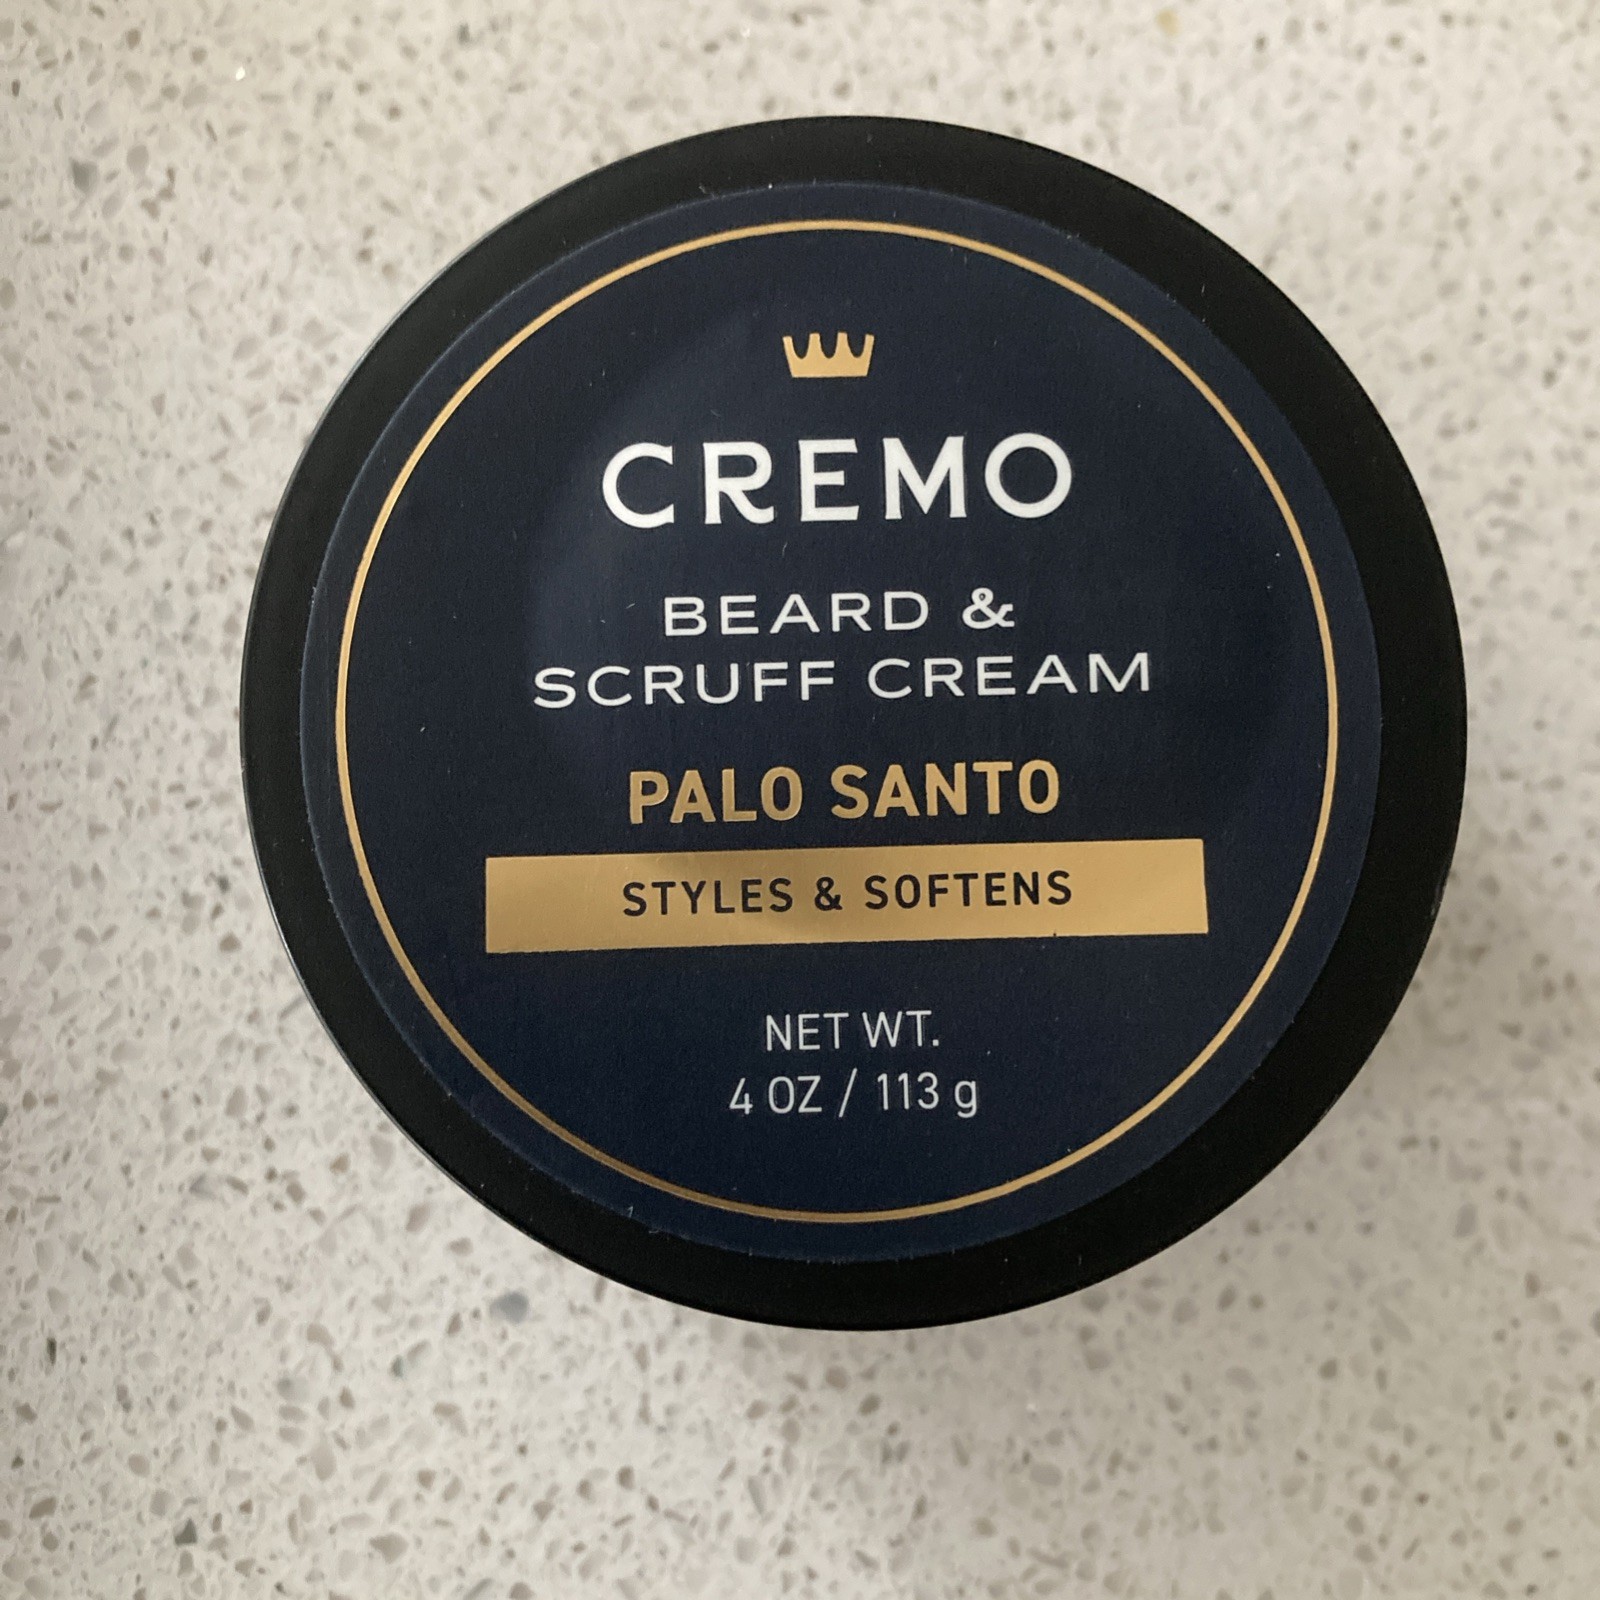 CREMO
BEARD &
SCRUFF CREAM
PALO SANTO
STYLES & SOFTENS
NET WT.
4 OZ / 113 g